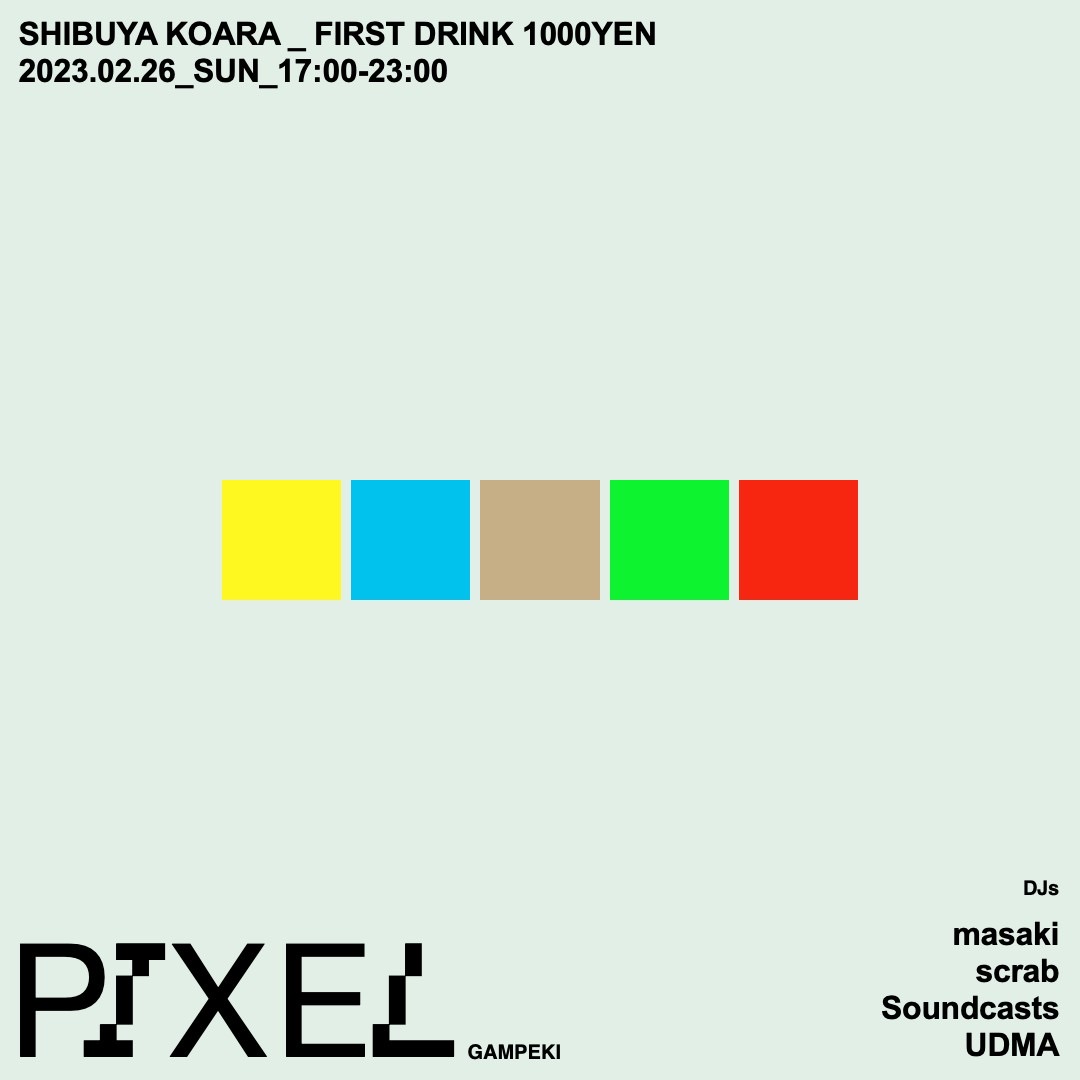 SHIBUYA KOARA _ FIRST DRINK 1000YEN
2023.02.26_SUN_17:00-23:00
DJs
masaki
scrab
Soundcasts
UDMA
PIXEL GAMPEKI